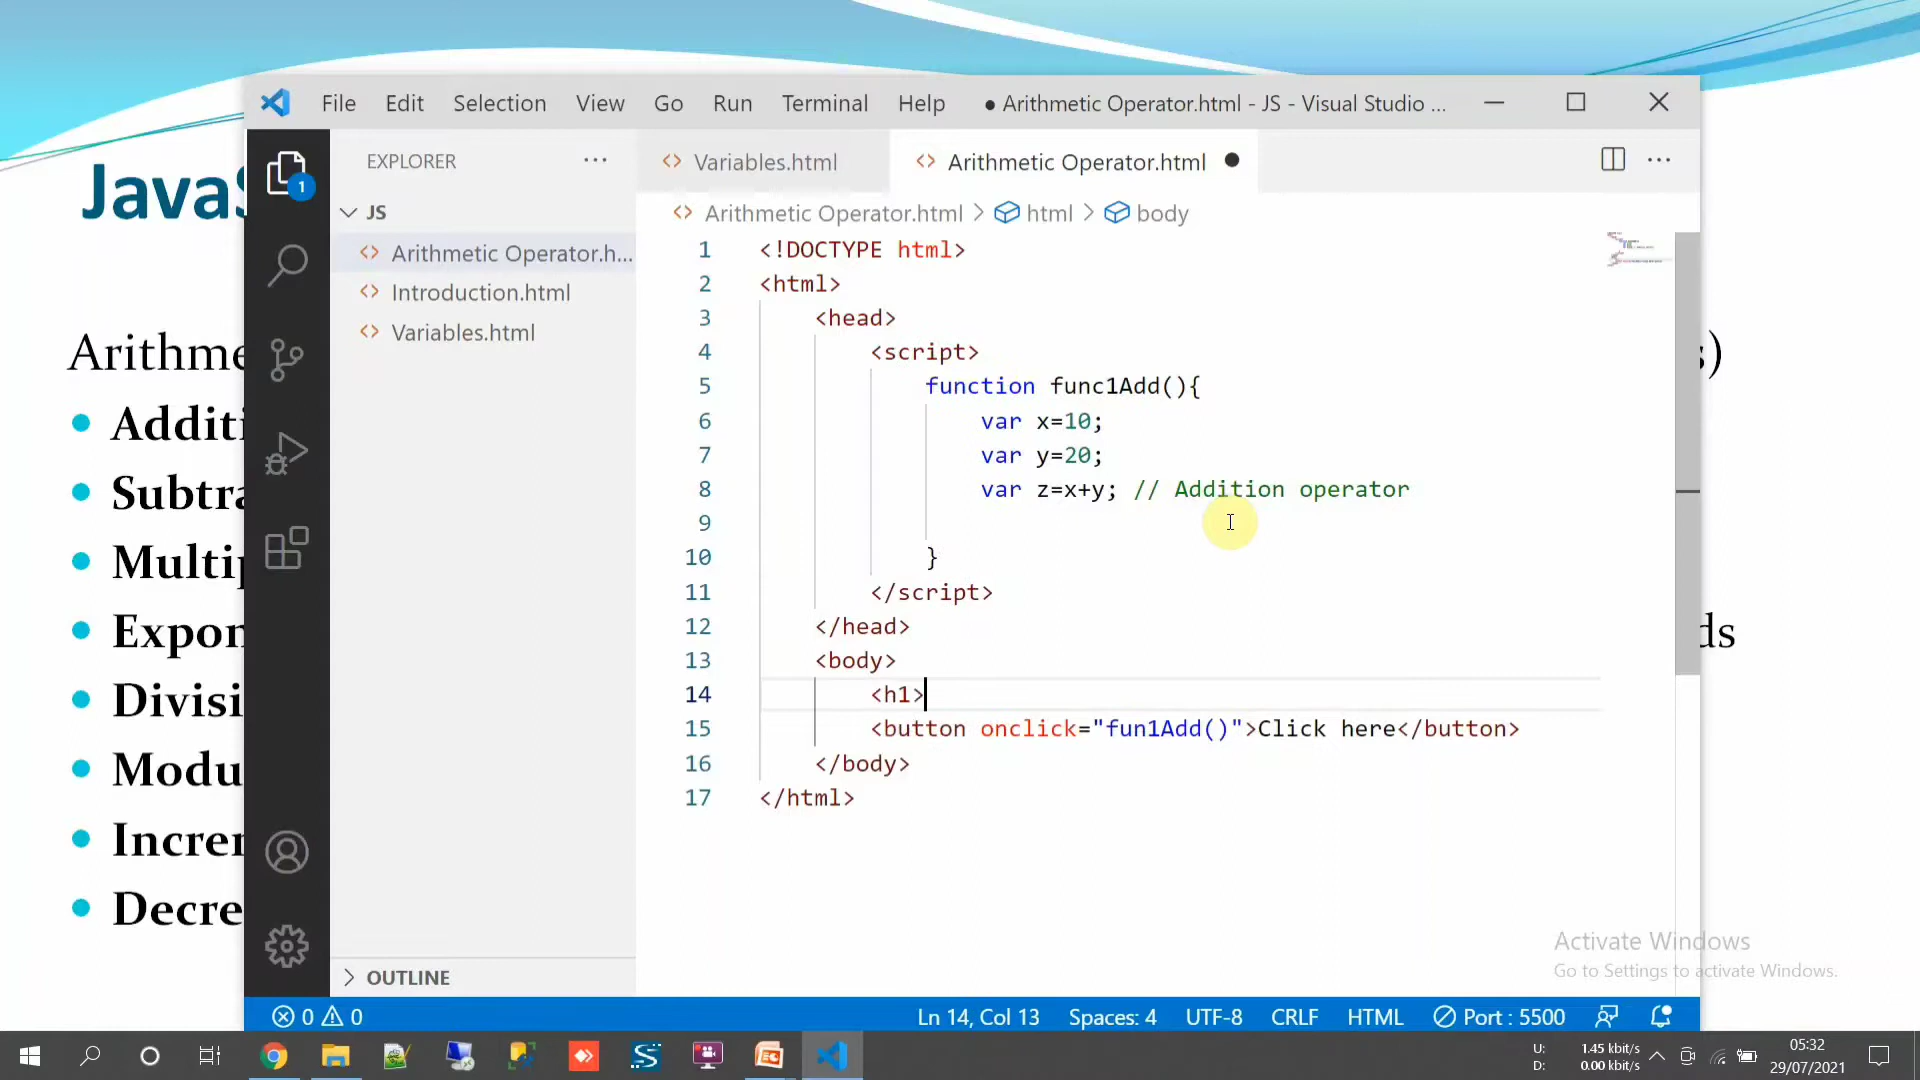 JavaS
Arithme
s)
Additi
Subtra
Multip
Expon
ds
Divisi
Modu
Increm
Decre
File Edit Selection View Go Run Terminal Help ● Arithmetic Operator.html - JS - Visual Studio ...
EXPLORER ···
1
JS
Arithmetic Operator.h...
Introduction.html
Variables.html
OUTLINE
Variables.html Arithmetic Operator.html
Arithmetic Operator.html > html > body
1 <!DOCTYPE html>
2 <html>
3 <head>
4 <script>
5 function func1Add(){
6 var x=10;
7 var y=20;
8 var z=x+y; // Addition operator
9
10 }
11 </script>
12 </head>
13 <body>
14 <h1>
15 <button onclick="fun1Add()">Click here</button>
16 </body>
17 </html>
Activate Windows
Go to Settings to activate Windows.
0 0 Ln 14, Col 13 Spaces: 4 UTF-8 CRLF HTML Port : 5500
U: 1.45 kbit/s
D: 0.00 kbit/s
05:32
29/07/2021